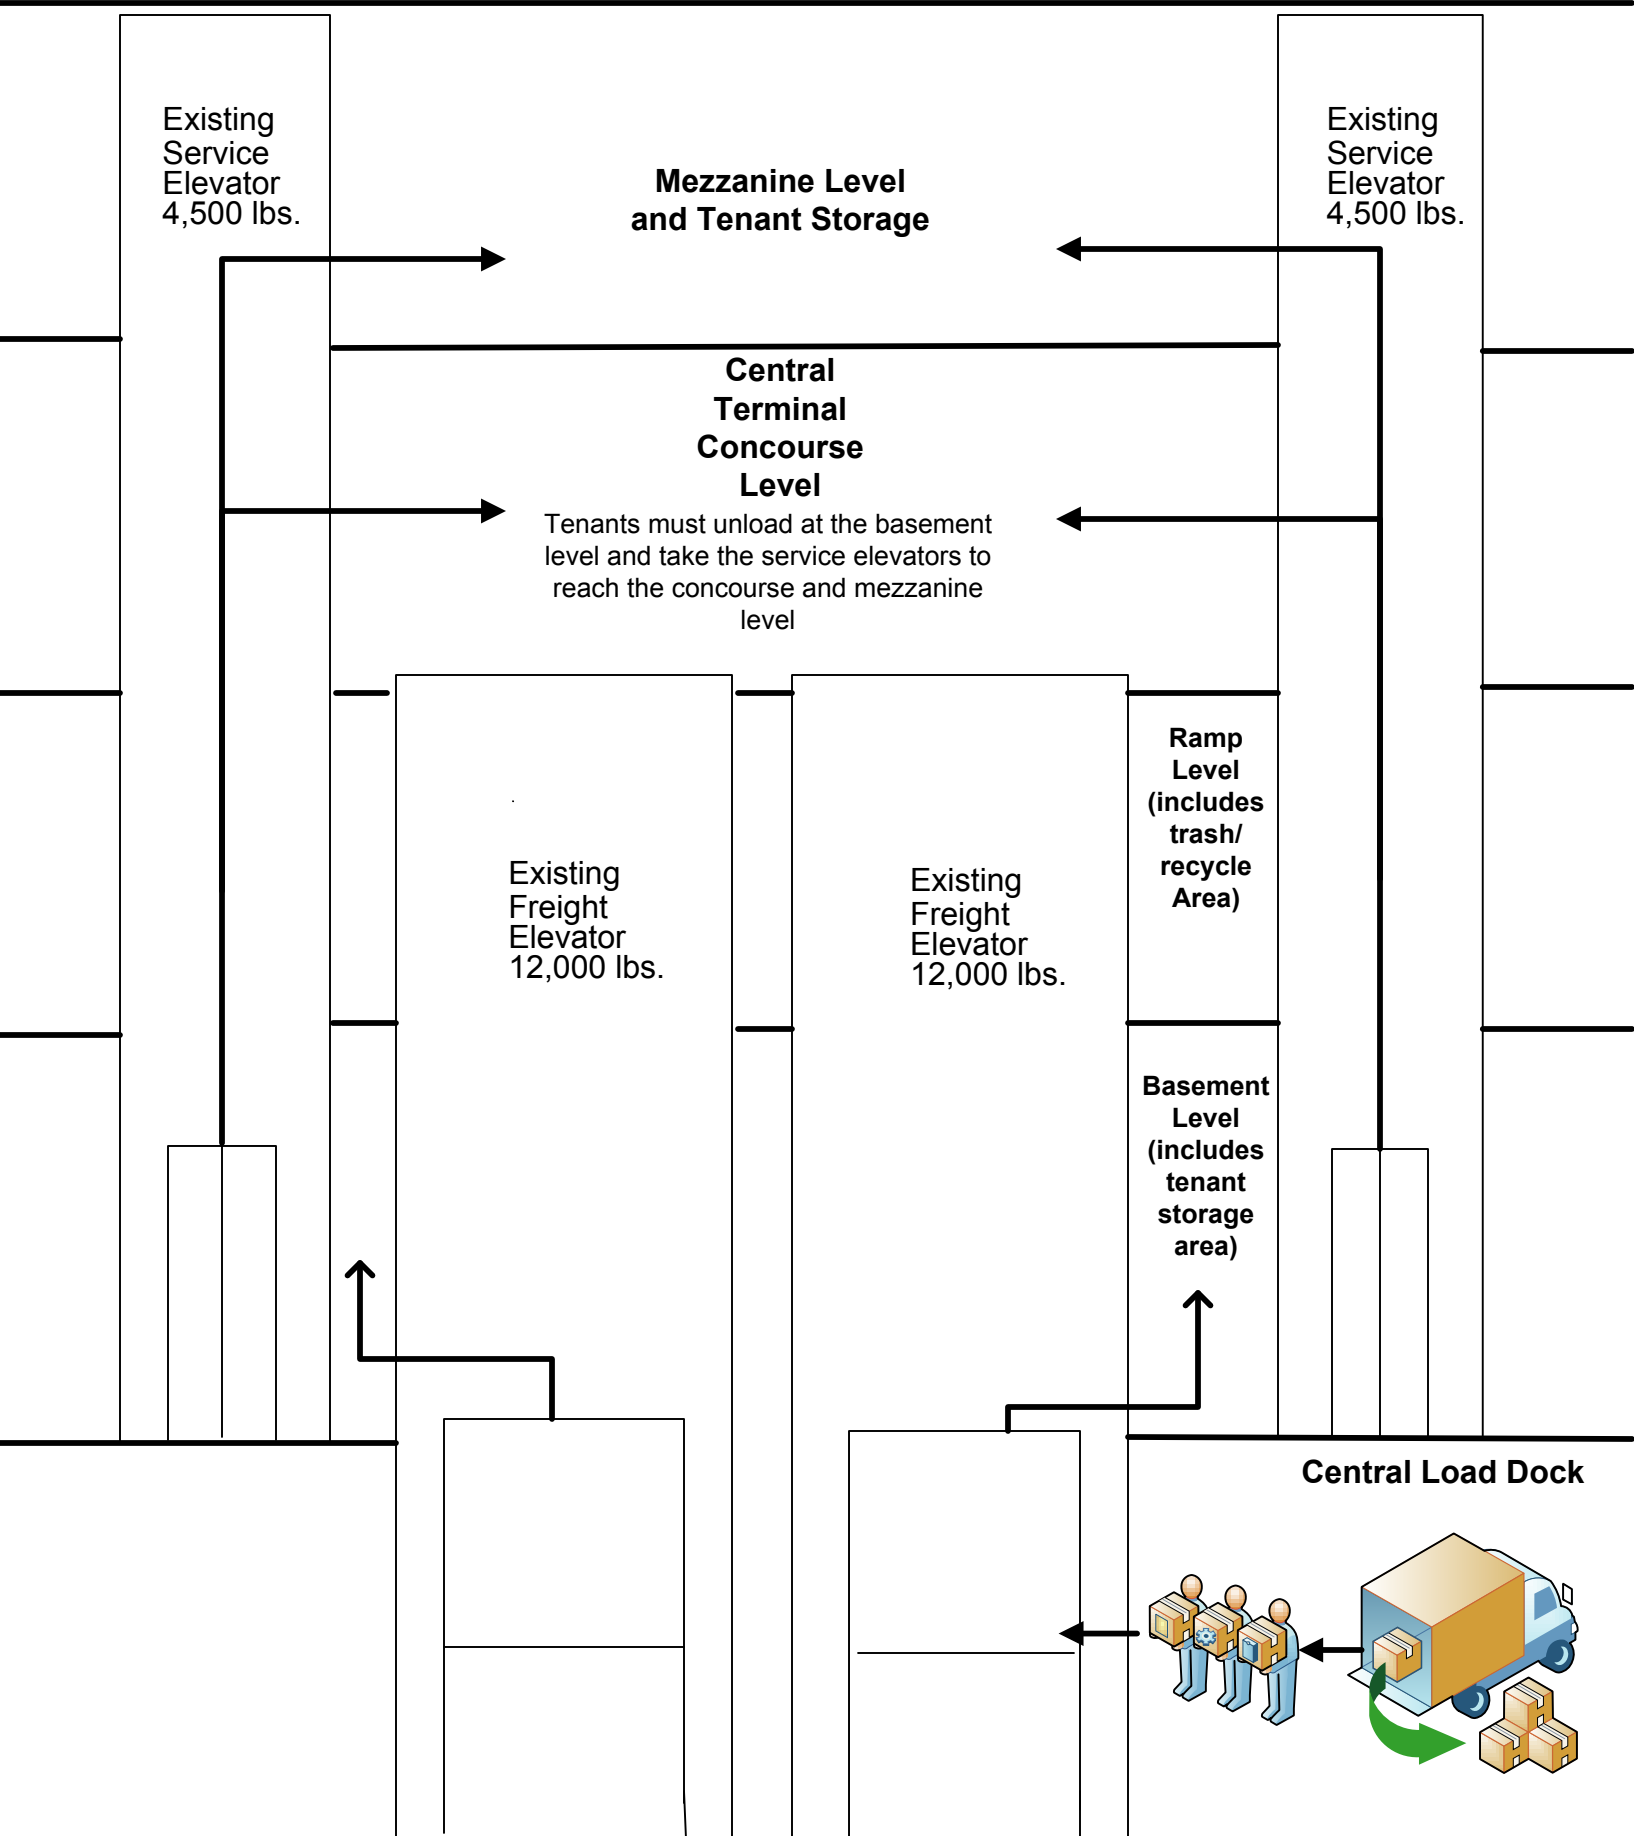 Existing
Service
Elevator
4,500 lbs.
Mezzanine Level
and Tenant Storage
Existing
Service
Elevator
4,500 lbs.
Central
Terminal
Concourse
Level
Tenants must unload at the basement
level and take the service elevators to
reach the concourse and mezzanine
level
Existing
Freight
Elevator
12,000 lbs.
Existing
Freight
Elevator
12,000 lbs.
Ramp
Level
(includes
trash/
recycle
Area)
Basement
Level
(includes
tenant
storage
area)
Central Load Dock